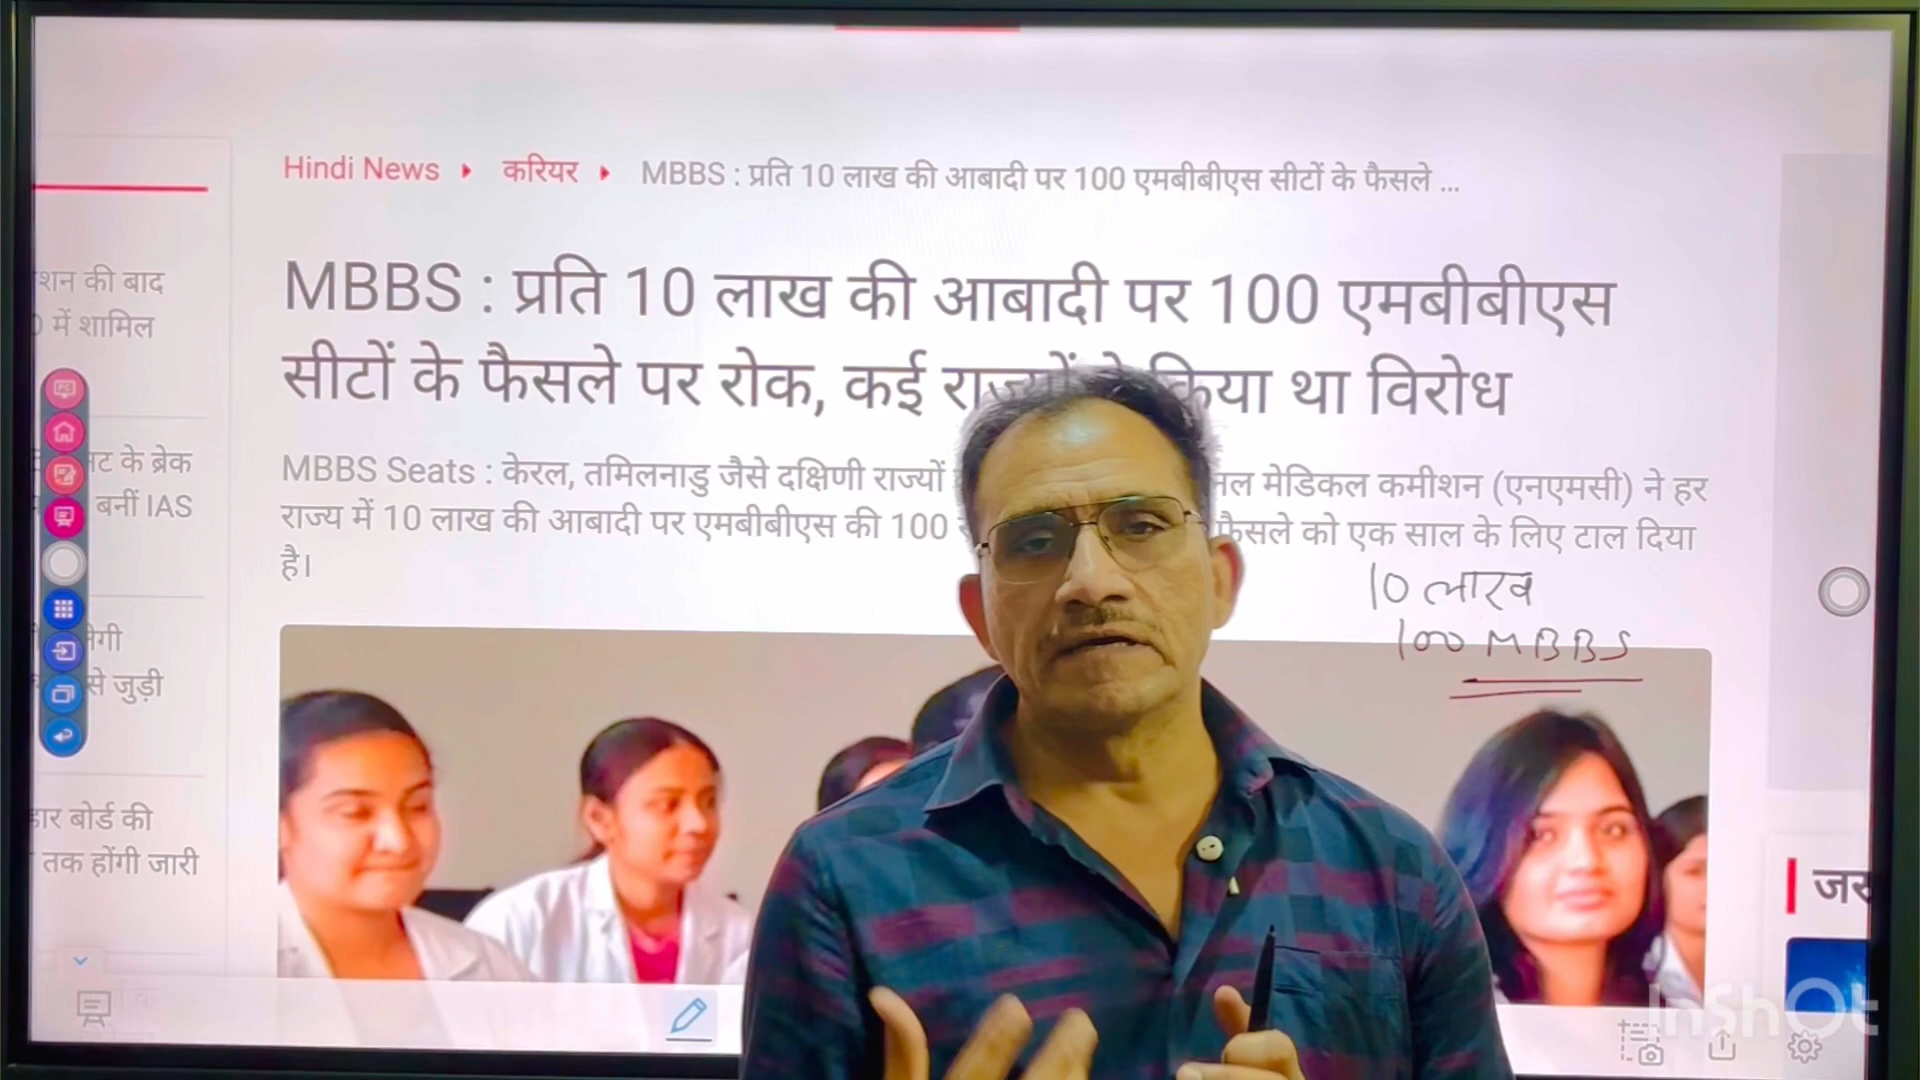 Hindi News करियर MBBS : प्रति 10 लाख की आबादी पर 100 एमबीबीएस सीटों के फैसले ...
MBBS : प्रति 10 लाख की आबादी पर 100 एमबीबीएस
सीटों के फैसले पर रोक, कई किया था विरोध
MBBS Seats : केरल, तमिलनाडु जैसे दक्षिणी राज्यों मेडिकल कमीशन (एनएमसी) ने हर
राज्य में 10 लाख की आबादी पर एमबीबीएस की 100 फैसले को एक साल के लिए टाल दिया
है।
10 लाख
100 MBBS
की बाद
में शामिल
के ब्रेक
बनीं IAS
से जुड़ी
बोर्ड की
तक होंगी जारी
InShOt